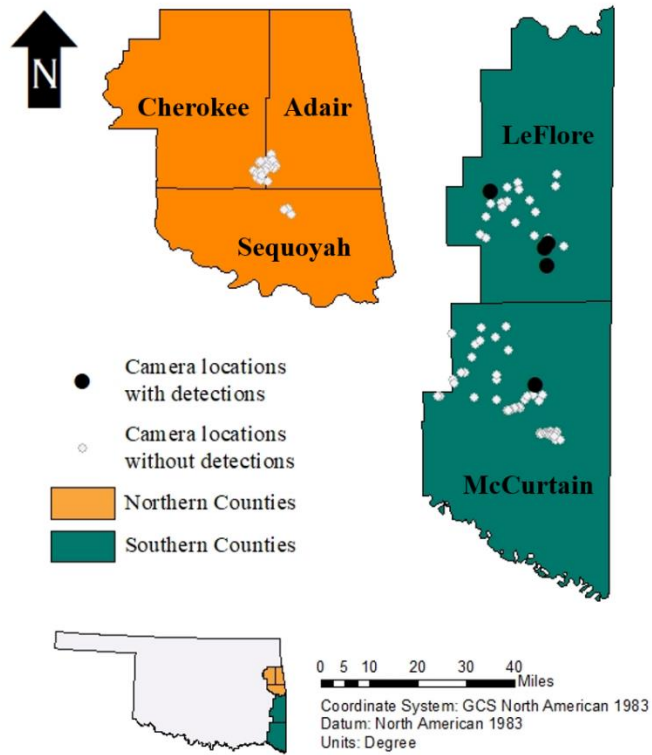 N
Cherokee
Adair
LeFlore
Sequoyah
McCurtain
Camera locations
with detections
Camera locations
without detections
Northern Counties
Southern Counties
0 5 10 20 30 40
Miles
Coordinate System: GCS North American 1983
Datum: North American 1983
Units: Degree